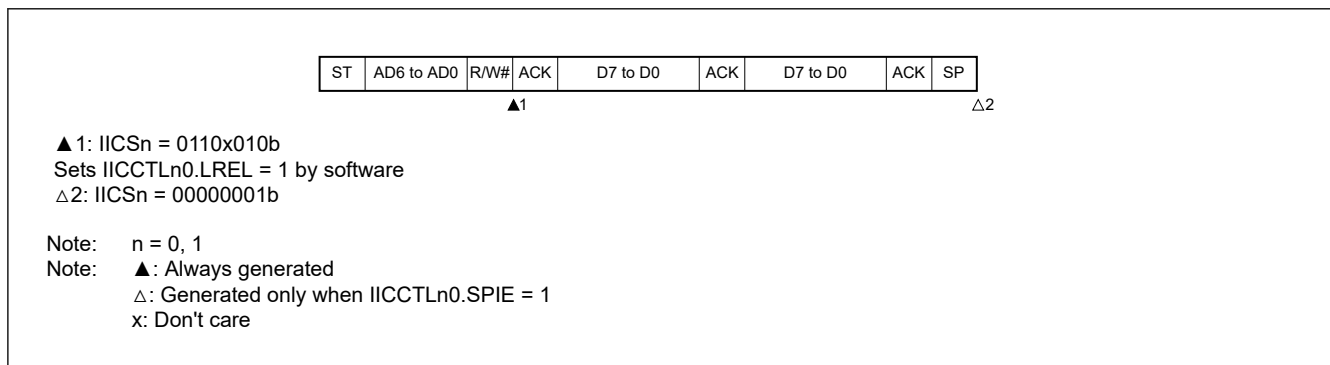 ST AD6 to AD0 R/W# ACK D7 to D0 ACK D7 to D0 ACK SP
▲1 △2
▲1: IICSn = 0110x010b
Sets IICCTLn0.LREL = 1 by software
△2: IICSn = 00000001b
Note: n = 0, 1
Note: ▲: Always generated
△: Generated only when IICCTLn0.SPIE = 1
x: Don't care